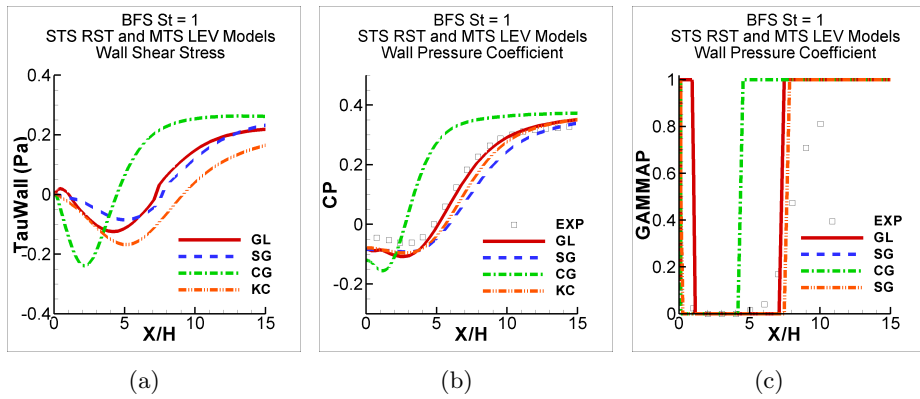 BFS St = 1
STS RST and MTS LEV Models
Wall Shear Stress
0.4
0.2
0
-0.2
-0.4
TauWall (Pa)
GL
SG
CG
KC
0 5 10 15
X/H
(a)
BFS St = 1
STS RST and MTS LEV Models
Wall Pressure Coefficient
0.4
0.2
0
-0.2
CP
EXP
GL
SG
CG
KC
0 5 10 15
X/H
(b)
BFS St = 1
STS RST and MTS LEV Models
Wall Pressure Coefficient
1
0.8
0.6
0.4
0.2
0
GAMMAP
EXP
GL
SG
CG
SG
0 5 10 15
X/H
(c)